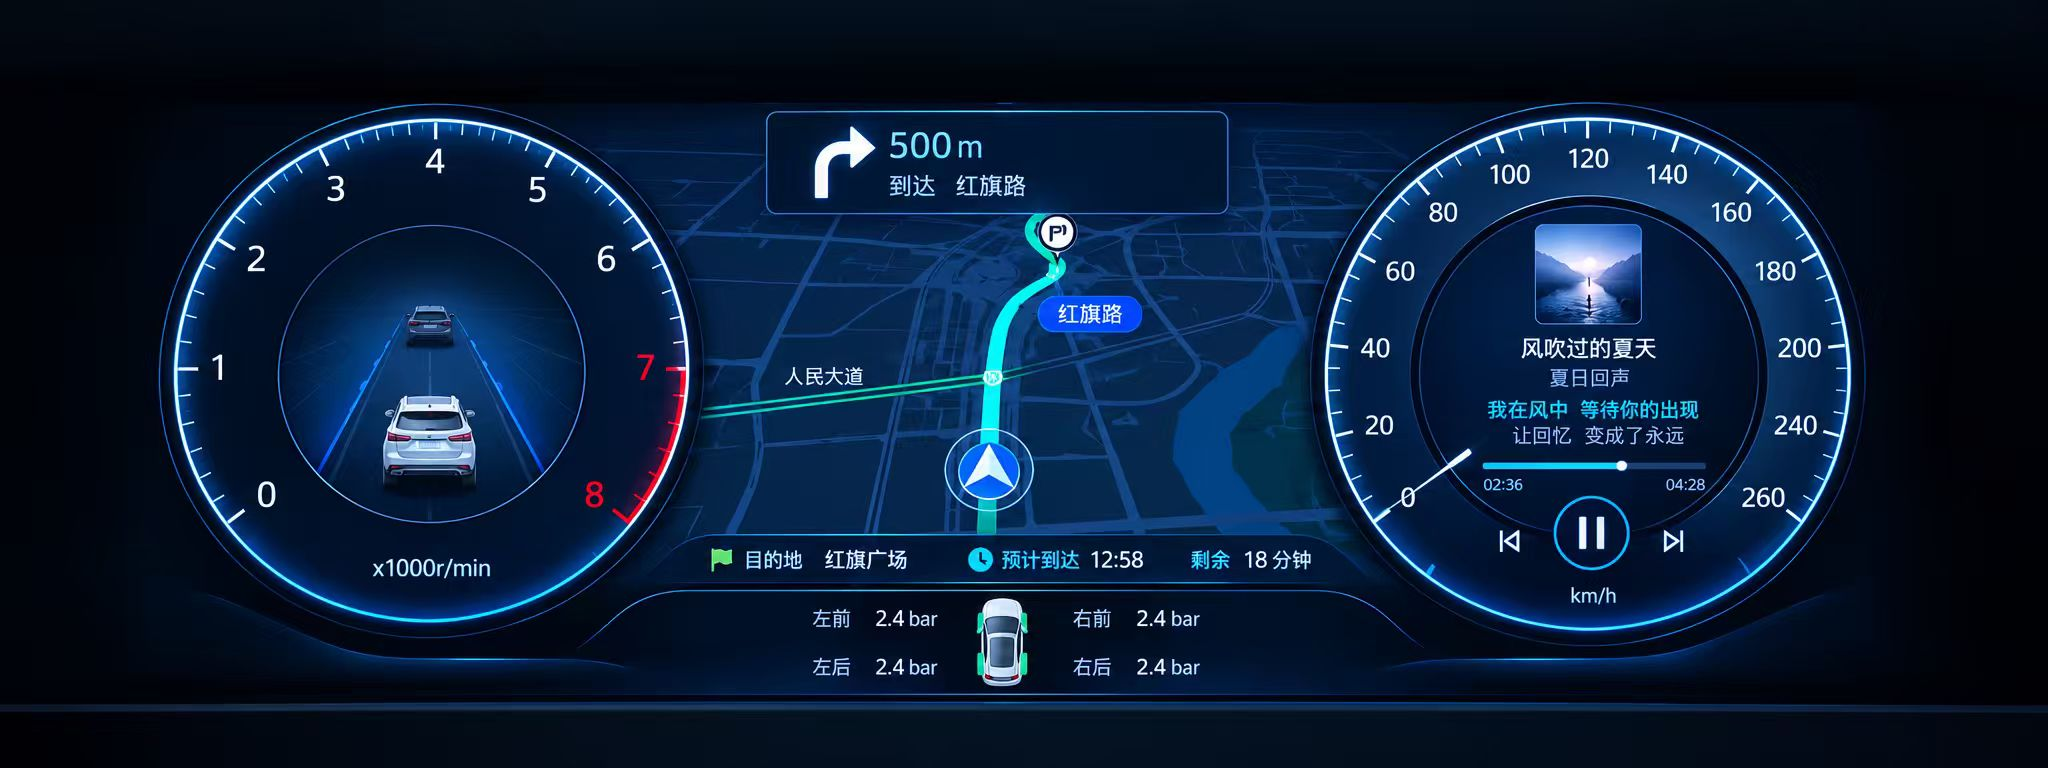 0
1
2
3
4
5
6
7
8
x1000r/min
500 m
到达 红旗路
P
红旗路
人民大道
目的地 红旗广场 预计到达 12:58 剩余 18 分钟
左前 2.4 bar 右前 2.4 bar
左后 2.4 bar 右后 2.4 bar
0
20
40
60
80
100
120
140
160
180
200
240
260
风吹过的夏天
夏日回声
我在风中 等待你的出现
让回忆 变成了永远
02:36 04:28
km/h